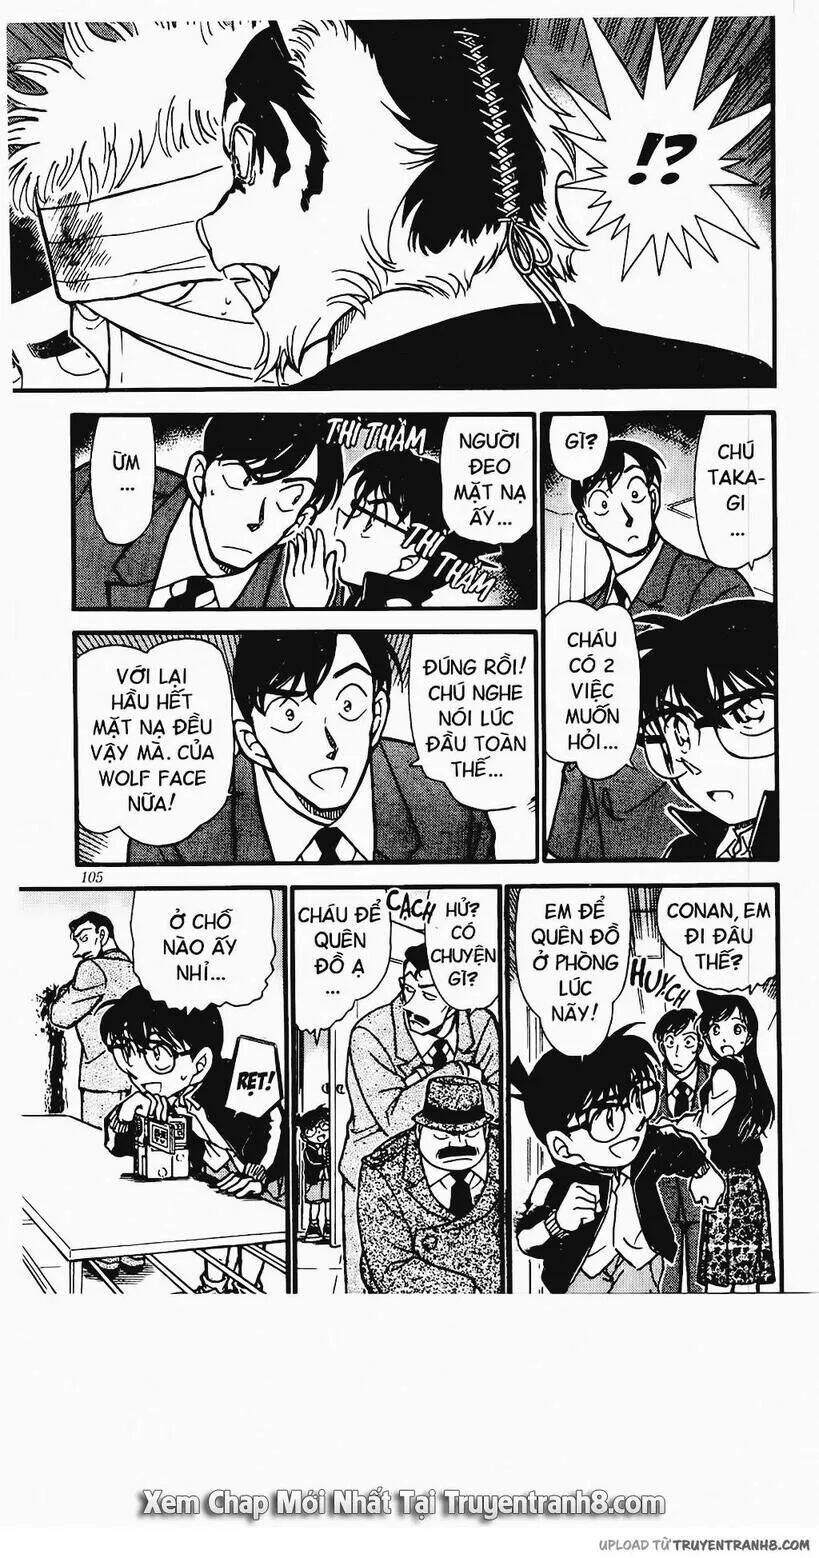 !?
CHÚ
TAKA-
GI
...
GÌ?
CHÁU
CÓ 2
VIỆC
MUỐN
HỎI...
NGƯỜI
ĐEO
MẶT NẠ
ẤY...
THÌ THẦM
THÌ THẦM
ỪM
...
ĐÚNG RỒI!
CHÚ NGHE
NÓI LÚC
ĐẦU TOÀN
THẾ...
VỚI LẠI
HẦU HẾT
MẶT NẠ ĐỀU
VẬY MÀ. CỦA
WOLF FACE
NỮA!
105
CONAN, EM
ĐI ĐÂU
THẾ?
HUỴCH
EM ĐỂ
QUÊN ĐỒ
Ở PHÒNG
LÚC
NÃY!
HỬ?
CÓ
CHUYỆN
GÌ?
CẠCH
CHÁU ĐỂ
QUÊN
ĐỒ Ạ
...
Ở CHỖ
NÀO ẤY
NHỈ...
RẸT!
Xem Chap Mới Nhất Tại Truyentranh8.com
UPLOAD TỪ TRUYENTRANH8.COM